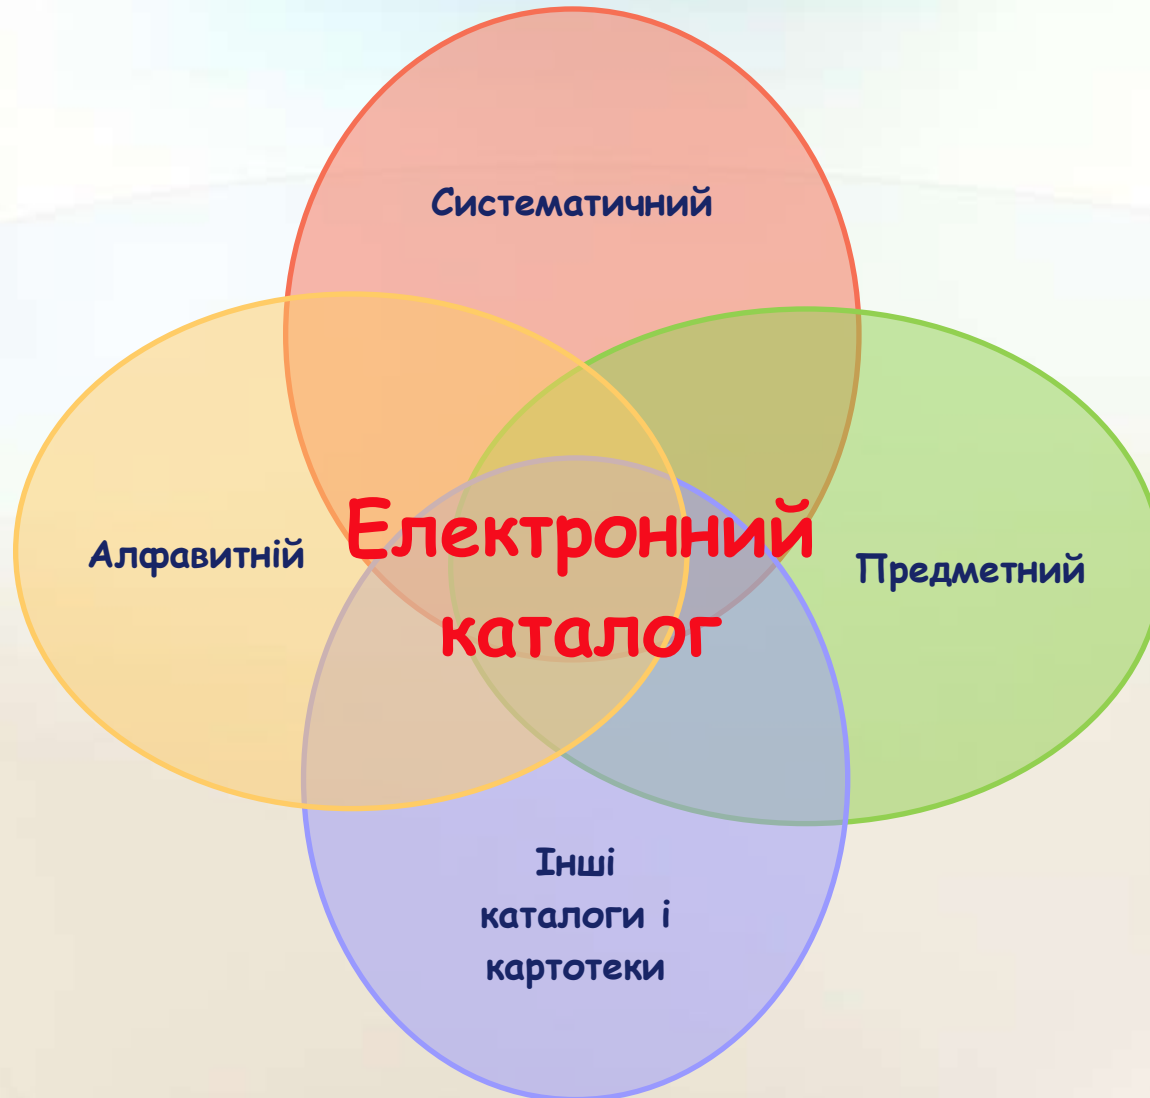 Систематичний
Алфавитній
Електронний
каталог
Предметний
Інші
каталоги і
картотеки